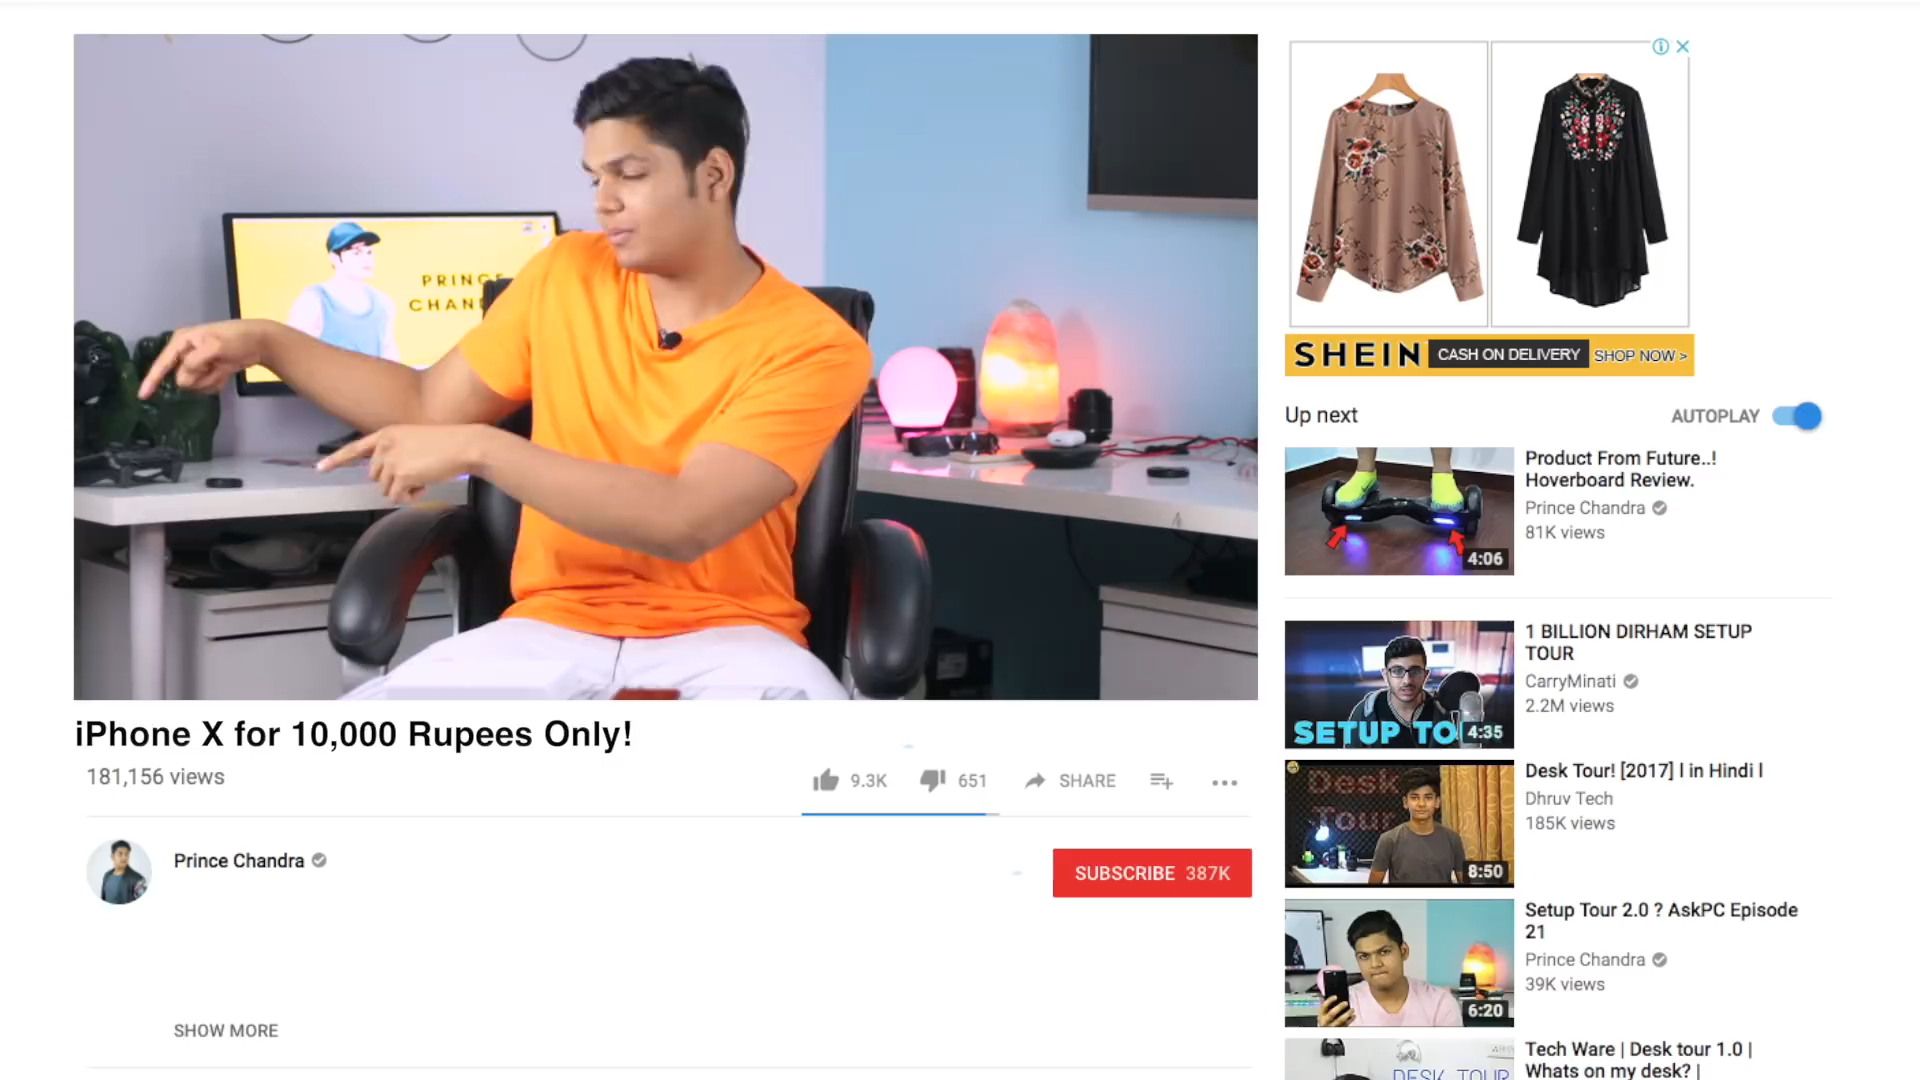 PRINCE
CHAN
iPhone X for 10,000 Rupees Only!
181,156 views
9.3K
651
SHARE
Prince Chandra
SUBSCRIBE 387K
SHOW MORE
SHEIN
CASH ON DELIVERY
SHOP NOW >
Up next
AUTOPLAY
4:06
Product From Future..!
Hoverboard Review.
Prince Chandra
81K views
SETUP TO
4:35
1 BILLION DIRHAM SETUP
TOUR
CarryMinati
2.2M views
Desk
Tour
8:50
Desk Tour! [2017] l in Hindi l
Dhruv Tech
185K views
6:20
Setup Tour 2.0 ? AskPC Episode
21
Prince Chandra
39K views
DESK TOUR
Tech Ware | Desk tour 1.0 |
Whats on my desk? |